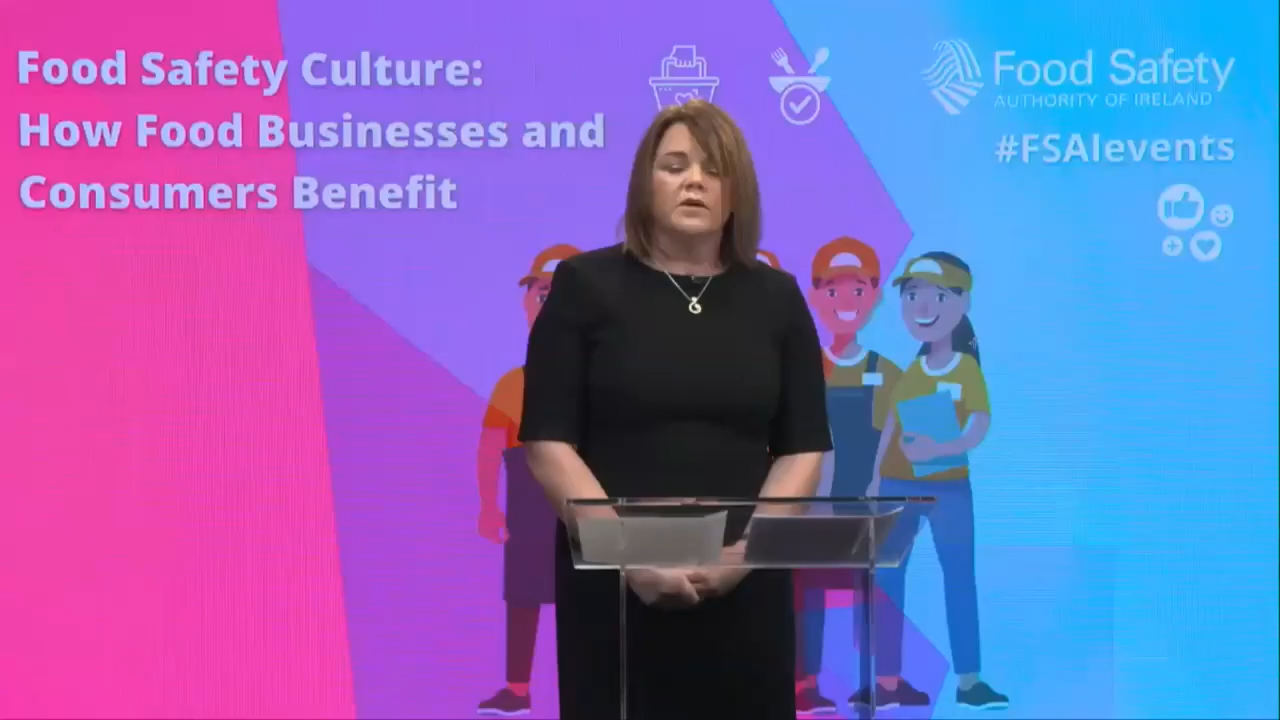 Food Safety Culture:
How Food Businesses and
Consumers Benefit
Food Safety
AUTHORITY OF IRELAND
#FSAIevents